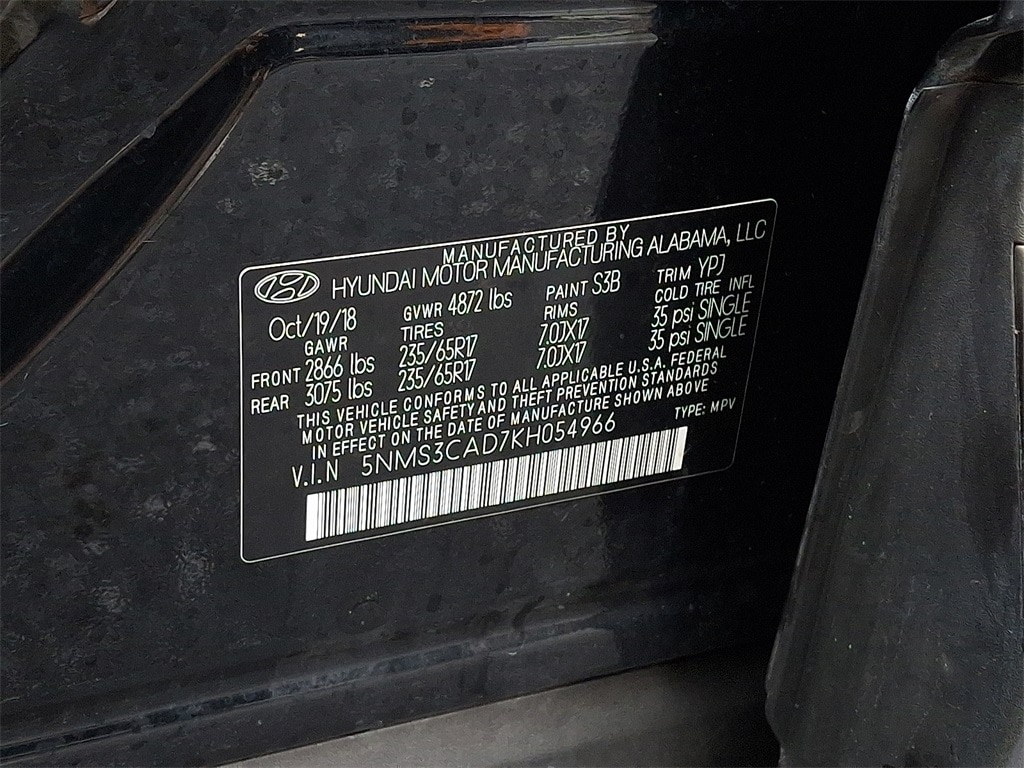 MANUFACTURED BY
HYUNDAI MOTOR MANUFACTURING ALABAMA, LLC
Oct/19/18 GVWR 4872 lbs PAINT S3B TRIM YPJ
GAWR TIRES RIMS COLD TIRE INFL
FRONT 2866 lbs 235/65R17 7.0JX17 35 psi SINGLE
REAR 3075 lbs 235/65R17 7.0JX17 35 psi SINGLE
THIS VEHICLE CONFORMS TO ALL APPLICABLE U.S.A. FEDERAL
MOTOR VEHICLE SAFETY AND THEFT PREVENTION STANDARDS
IN EFFECT ON THE DATE OF MANUFACTURE SHOWN ABOVE
V.I.N 5NMS3CAD7KH054966 TYPE: MPV